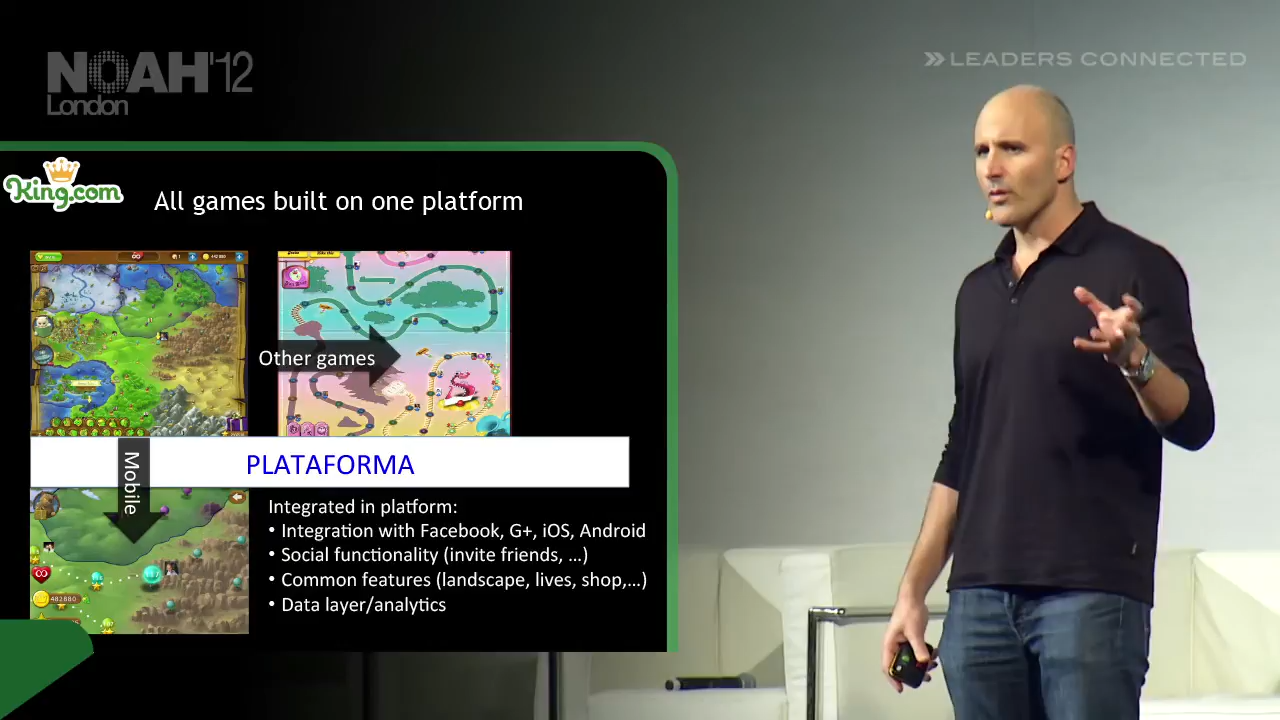 NOAH'12
London
LEADERS CONNECTED
King.com
All games built on one platform
Other games
PLATAFORMA
Mobile
Integrated in platform:
• Integration with Facebook, G+, iOS, Android
• Social functionality (invite friends, ...)
• Common features (landscape, lives, shop,...)
• Data layer/analytics
482880